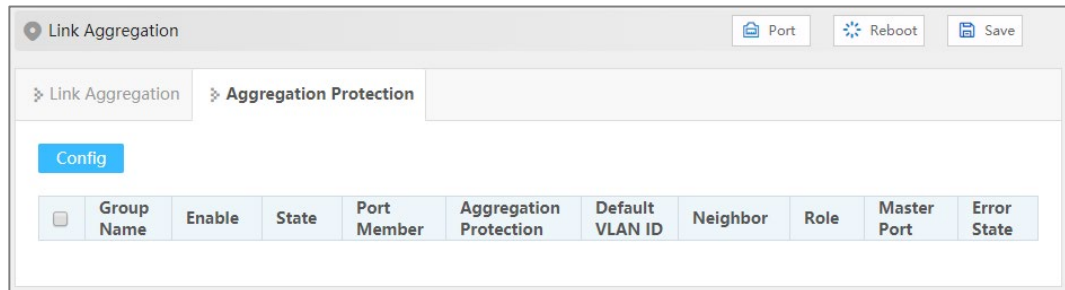 Link Aggregation Port Reboot Save
Link Aggregation Aggregation Protection
Config
Group Name Enable State Port Member Aggregation Protection Default VLAN ID Neighbor Role Master Port Error State